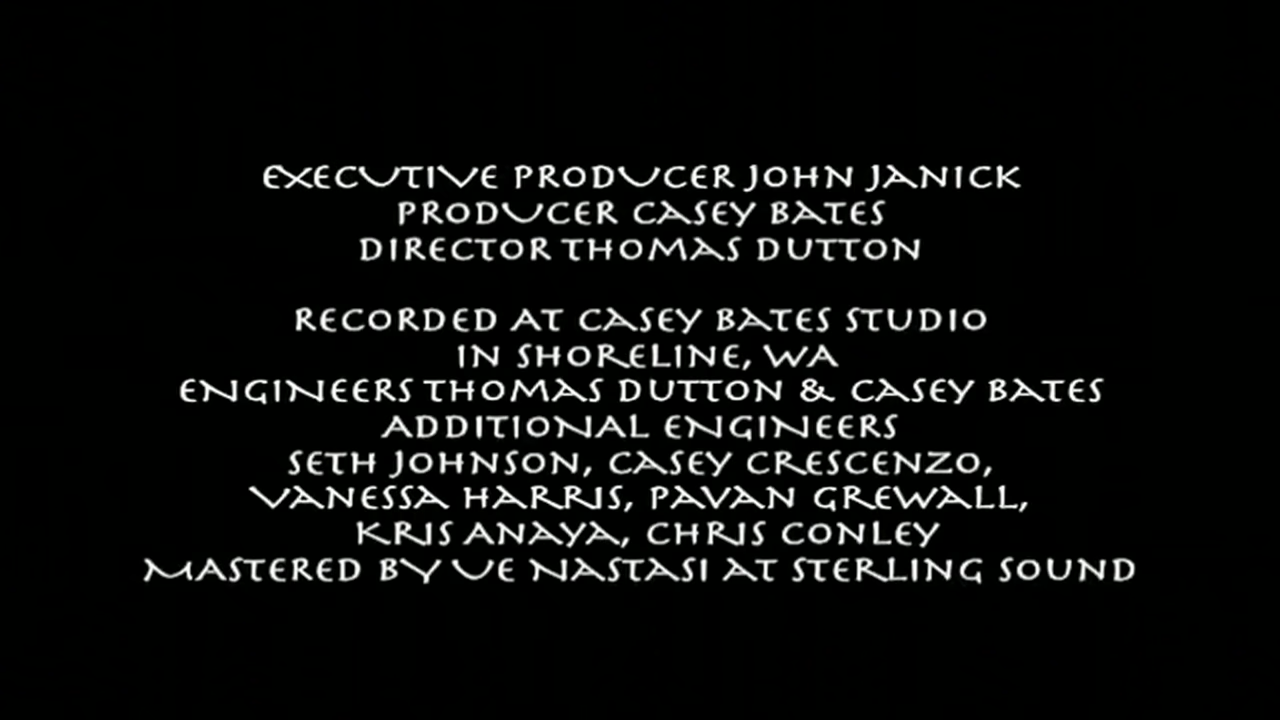 EXECUTIVE PRODUCER JOHN JANICK
PRODUCER CASEY BATES
DIRECTOR THOMAS DUTTON
RECORDED AT CASEY BATES STUDIO
IN SHORELINE, WA
ENGINEERS THOMAS DUTTON & CASEY BATES
ADDITIONAL ENGINEERS
SETH JOHNSON, CASEY CRESCENZO,
VANESSA HARRIS, PAVAN GREWALL,
KRIS ANAYA, CHRIS CONLEY
MASTERED BY UE NASTASI AT STERLING SOUND